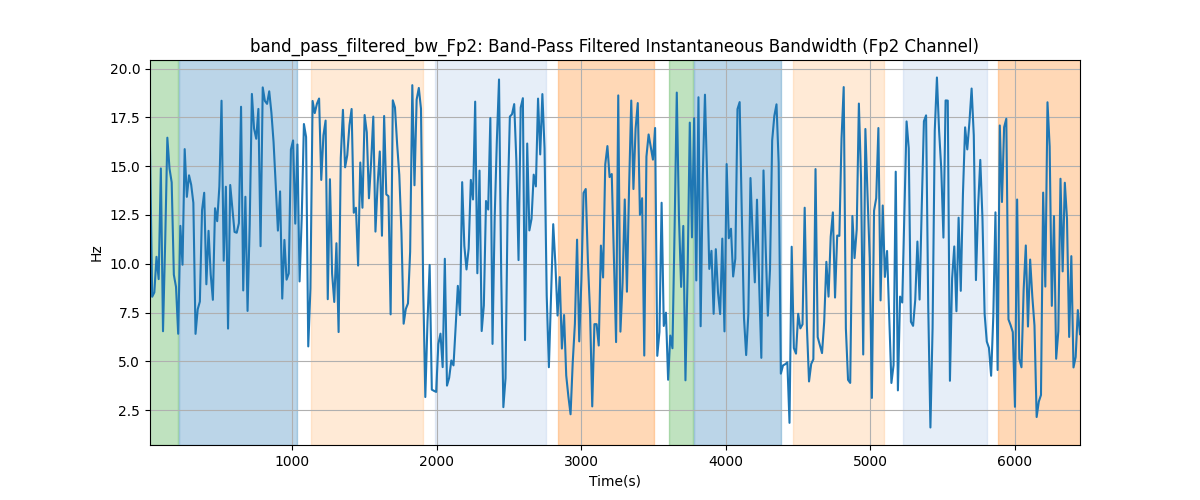 band_pass_filtered_bw_Fp2: Band-Pass Filtered Instantaneous Bandwidth (Fp2 Channel)
20.0
17.5
15.0
12.5
10.0
7.5
5.0
2.5
Hz
1000 2000 3000 4000 5000 6000
Time(s)